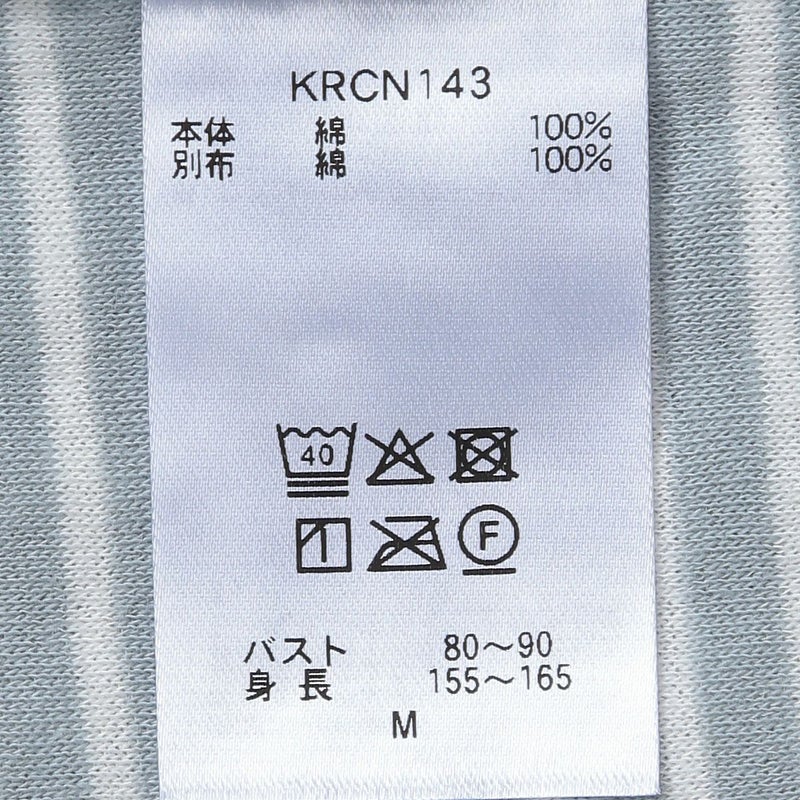 KRCN143
本体 綿 100%
別布 綿 100%
40
F
バスト 80〜90
身長 155〜165
M